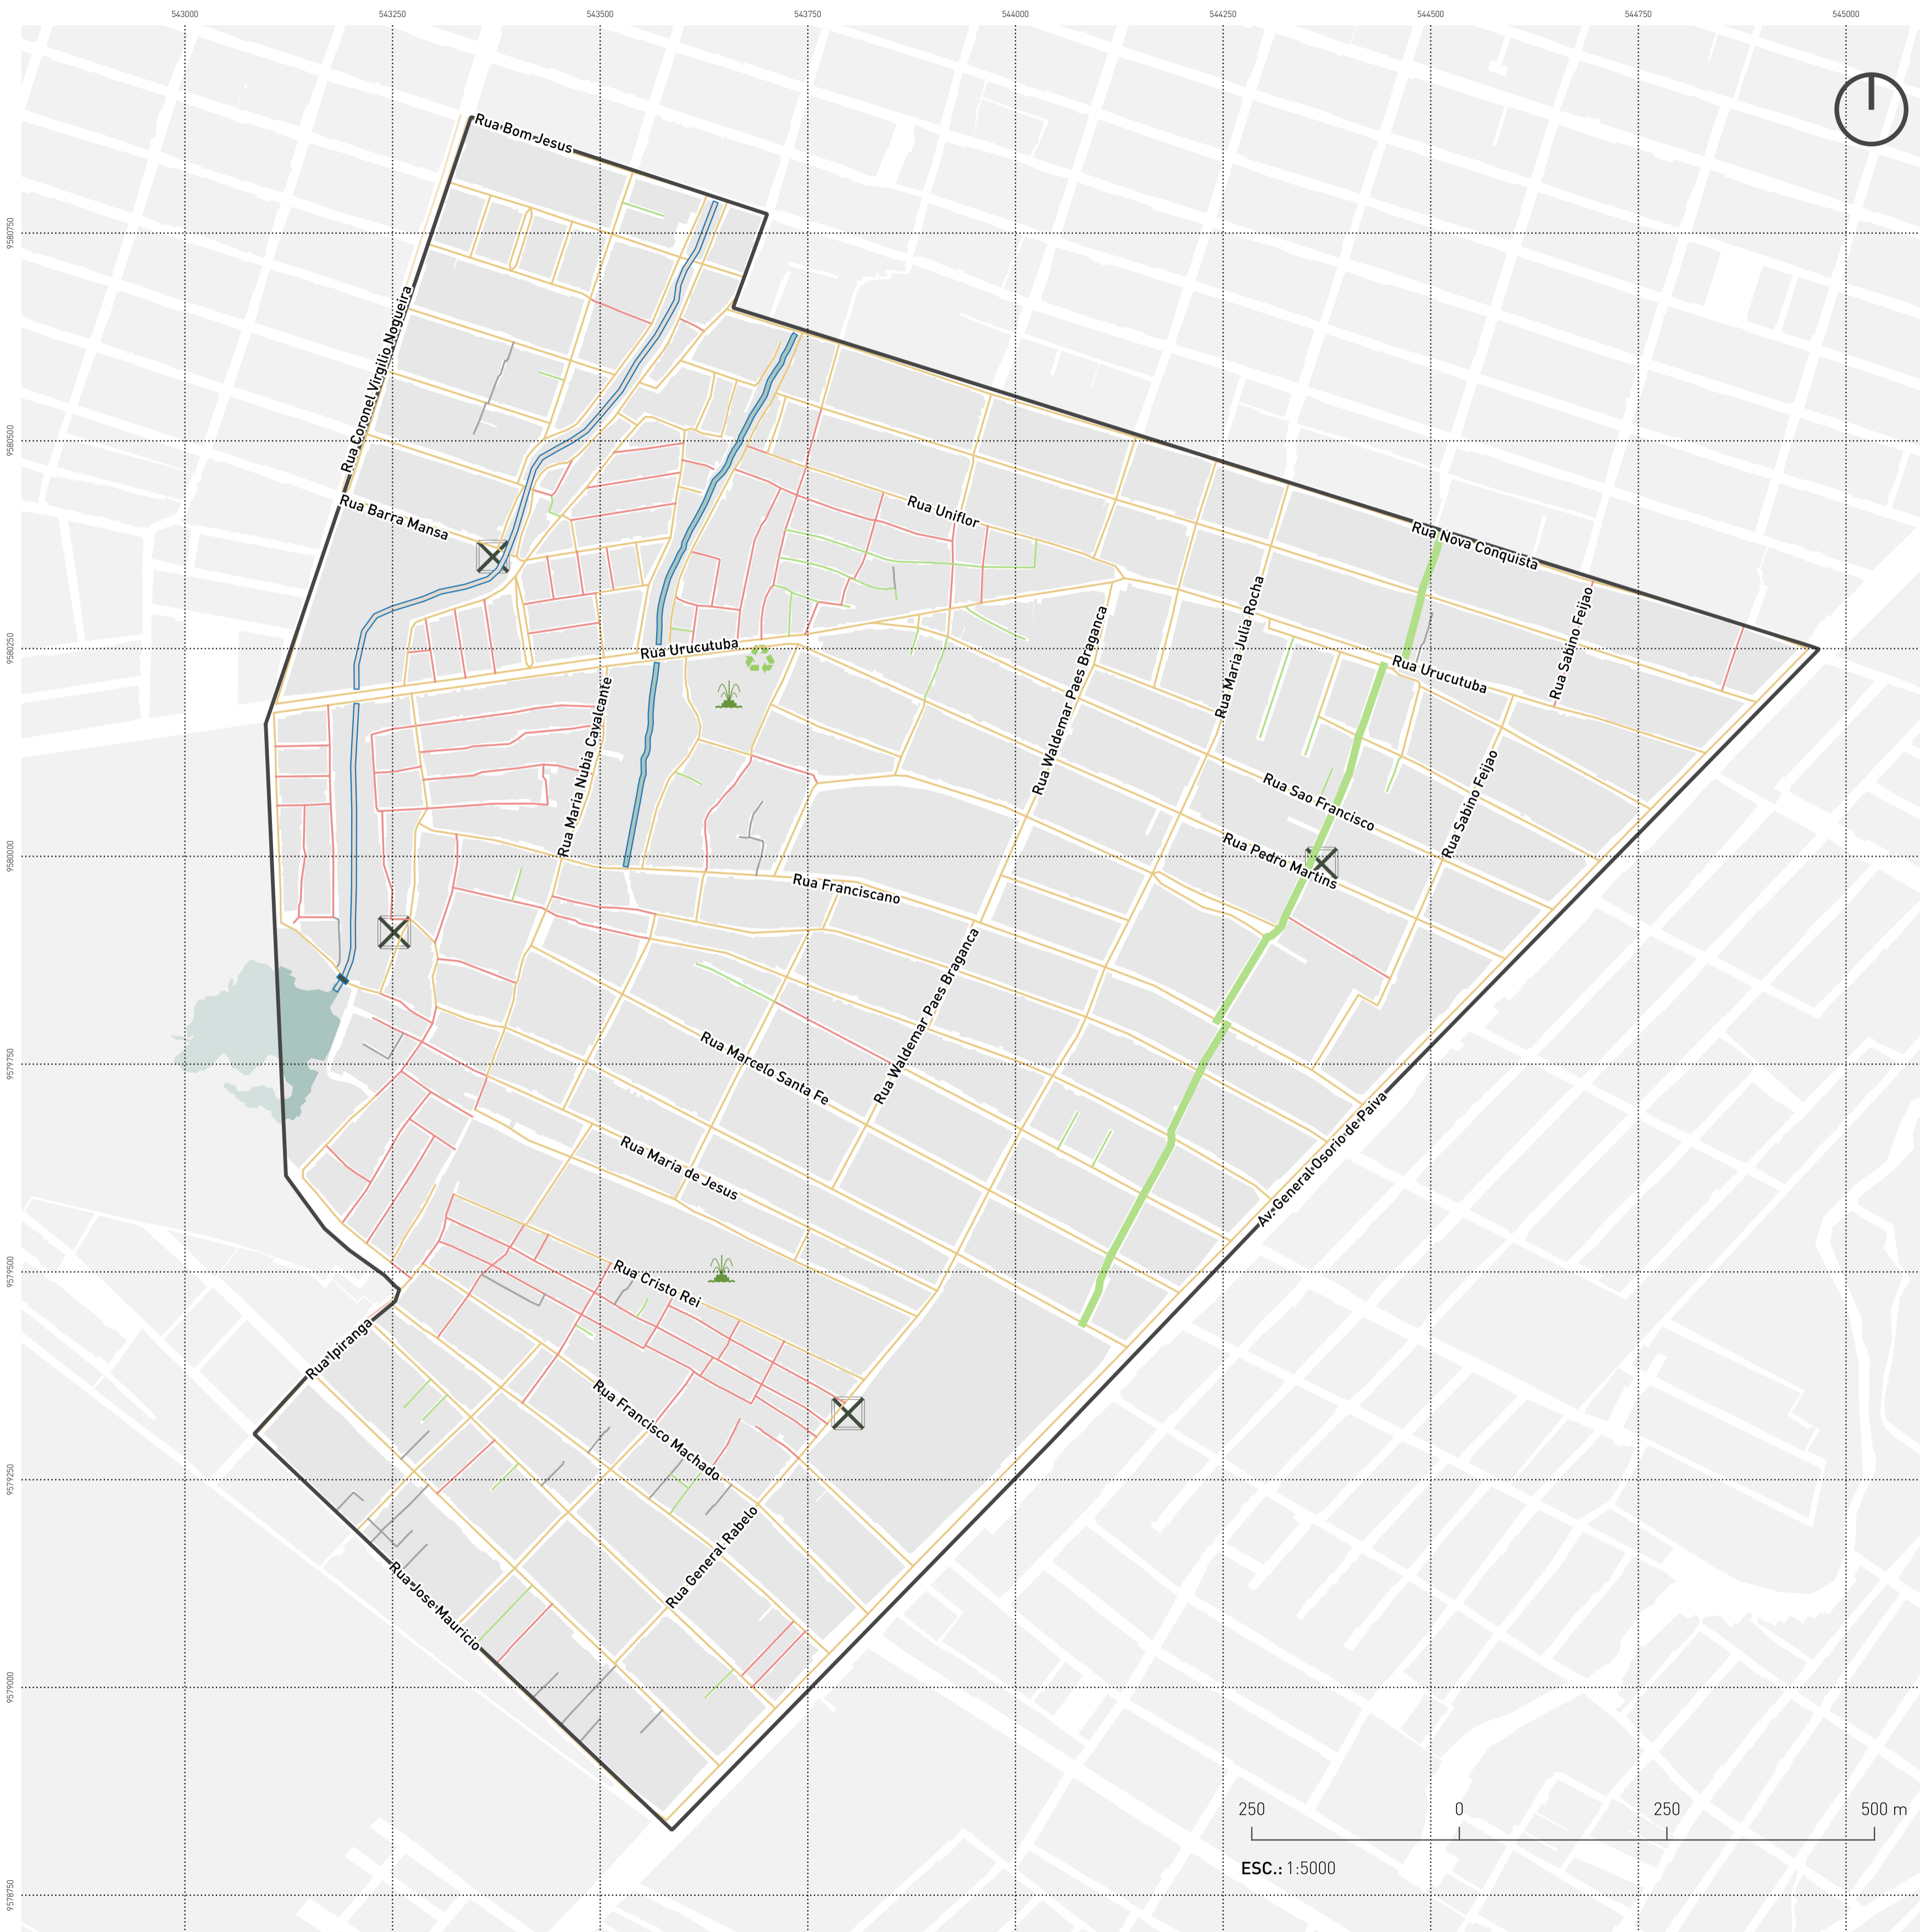 543000 543250 543500 543750 544000 544250 544500 544750 545000
Rua Bom Jesus
9580750
Rua Coronel Virgilio Nogueira
9580500
Rua Barra Mansa
Rua Uniflor
Rua Nova Conquista
Rua Maria Julia Rocha
Rua Sabino Feijao
Rua Waldemar Paes Braganca
9580250
Rua Urucutuba
Rua Urucutuba
Rua Maria Nubia Cavalcante
Rua Sao Francisco
Rua Sabino Feijao
Rua Pedro Martins
9580000
Rua Franciscano
Rua Waldemar Paes Braganca
9579750
Rua Marcelo Santa Fe
Av. General Osorio de Paiva
Rua Maria de Jesus
9579500
Rua Cristo Rei
Rua Ipiranga
Rua Francisco Machado
9579250
Rua General Rabelo
Rua Jose Mauricio
9579000
250 0 250 500 m
ESC.: 1:5000
9578750